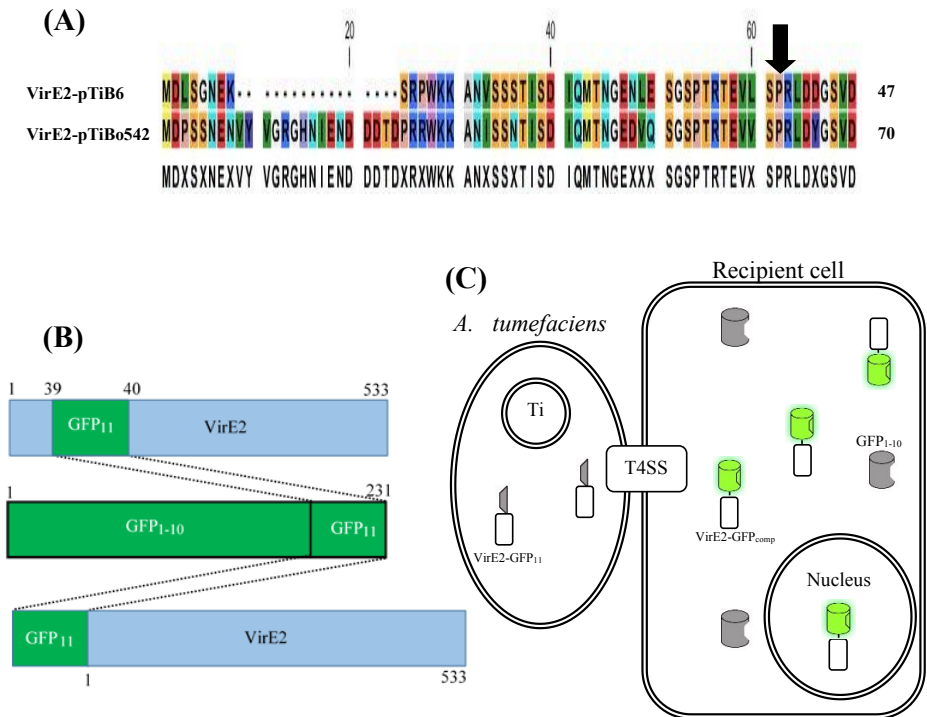 (A)
20 40 60
VirE2-pTiB6 MDLSGNEK·· ·········· ····SRPWKK ANVSSSTISD IQMTNGENLE SGSPTRTEVL SPRLDDGSVD 47
VirE2-pTiBo542 MDPSSNENVY VGRGHNIEND DDTDPRRWKK ANISSNTISD IQMTNGEDVQ SGSPTRTEVV SPRLDYGSVD 70
MDXSXNEXVY VGRGHNIEND DDTDXRXWKK ANXSSXTISD IQMTNGEXXX SGSPTRTEVX SPRLDXGSVD
(B)
1 39 40 533
GFP11 VirE2
1 231
GFP1-10 GFP11
GFP11 VirE2
1 533
(C)
Recipient cell
A. tumefaciens
Ti
T4SS
GFP1-10
VirE2-GFP11
VirE2-GFPcomp
Nucleus